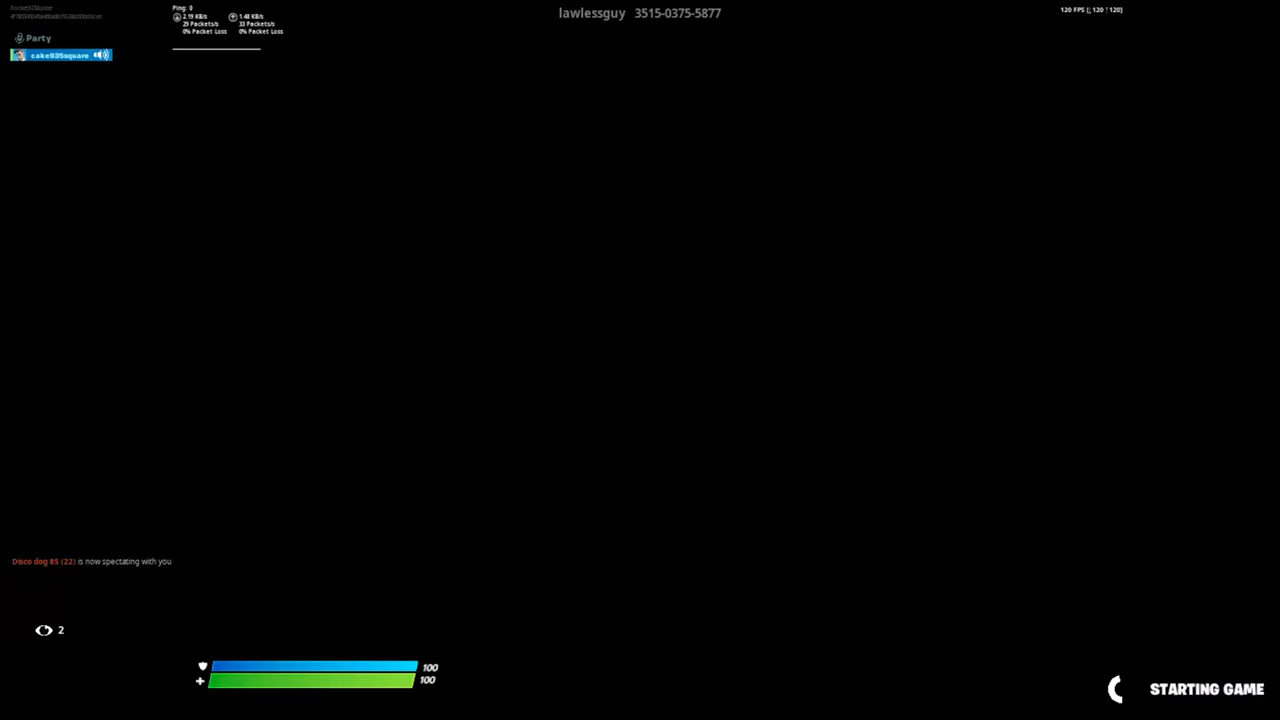 Ping: 0
2.19 KB/s 1.48 KB/s
29 Packets/s 33 Packets/s
0% Packet Loss 0% Packet Loss
lawlessguy 3515-0375-5877
120 FPS [ 120 : 120]
Party
cake935square
Disco dog 85 (22) is now spectating with you
2
100
100
STARTING GAME